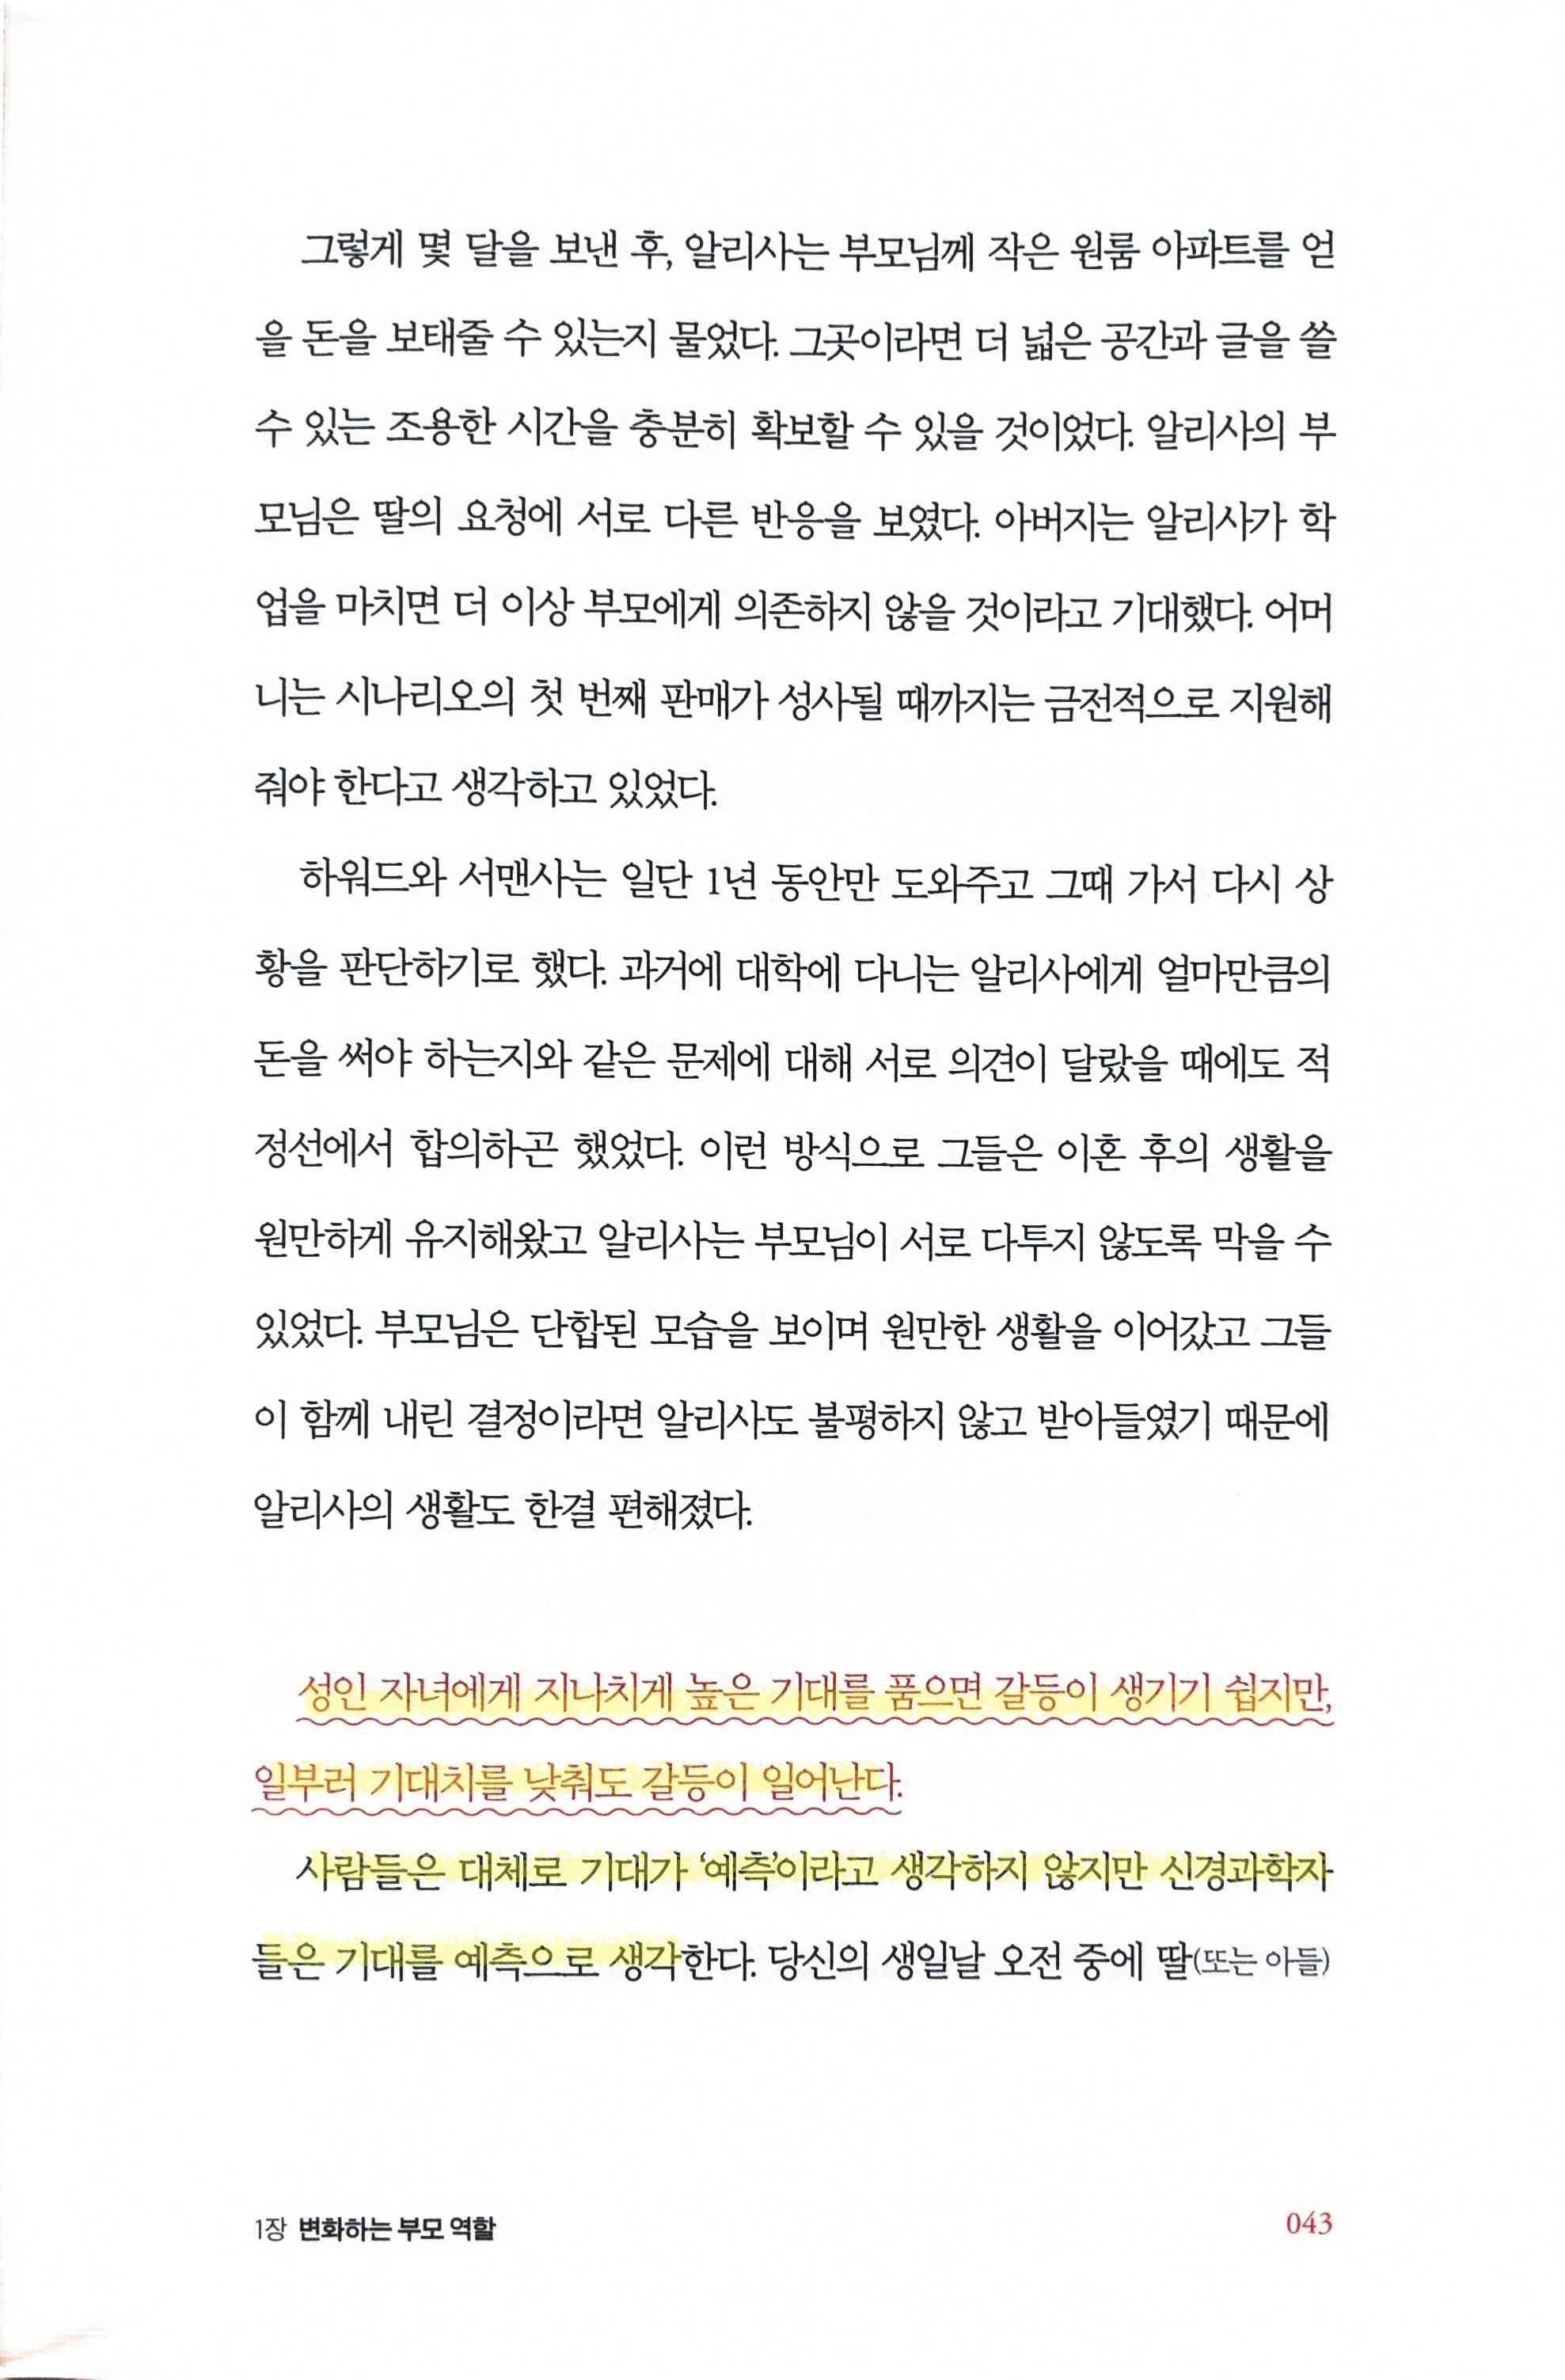 그렇게 몇 달을 보낸 후, 알리사는 부모님께 작은 원룸 아파트를 얻
을 돈을 보태줄 수 있는지 물었다. 그곳이라면 더 넓은 공간과 글을 쓸
수 있는 조용한 시간을 충분히 확보할 수 있을 것이었다. 알리사의 부
모님은 딸의 요청에 서로 다른 반응을 보였다. 아버지는 알리사가 학
업을 마치면 더 이상 부모에게 의존하지 않을 것이라고 기대했다. 어머
니는 시나리오의 첫 번째 판매가 성사될 때까지는 금전적으로 지원해
줘야 한다고 생각하고 있었다.
하워드와 서맨사는 일단 1년 동안만 도와주고 그때 가서 다시 상
황을 판단하기로 했다. 과거에 대학에 다니는 알리사에게 얼마만큼의
돈을 써야 하는지와 같은 문제에 대해 서로 의견이 달랐을 때에도 적
정선에서 합의하곤 했었다. 이런 방식으로 그들은 이혼 후의 생활을
원만하게 유지해왔고 알리사는 부모님이 서로 다투지 않도록 막을 수
있었다. 부모님은 단합된 모습을 보이며 원만한 생활을 이어갔고 그들
이 함께 내린 결정이라면 알리사도 불평하지 않고 받아들였기 때문에
알리사의 생활도 한결 편해졌다.
성인 자녀에게 지나치게 높은 기대를 품으면 갈등이 생기기 쉽지만,
일부러 기대치를 낮춰도 갈등이 일어난다.
사람들은 대체로 기대가 ‘예측’이라고 생각하지 않지만 신경과학자
들은 기대를 예측으로 생각한다. 당신의 생일날 오전 중에 딸(또는 아들)
1장 변화하는 부모 역할
043